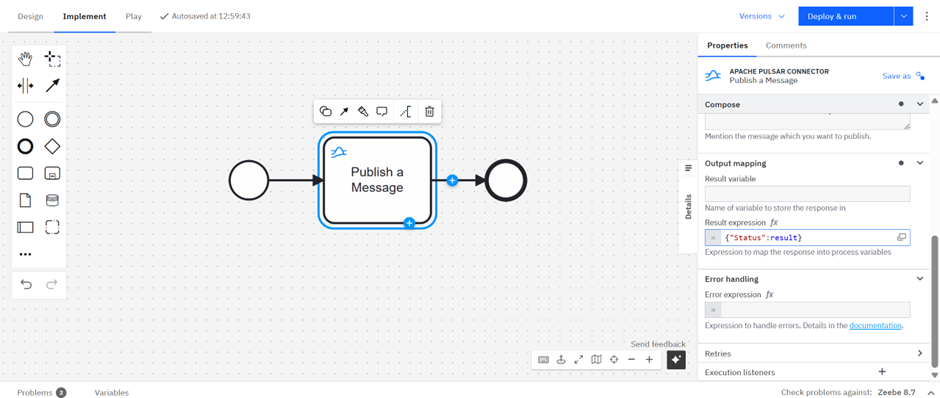 Design Implement Play Autosaved at 12:59:43 Versions Deploy & run
Properties Comments
APACHE PULSAR CONNECTOR
Publish a Message
Save as
Compose
Mention the message which you want to publish.
Output mapping
Result variable
Name of variable to store the response in
Result expression fx
= {"Status":result}
Expression to map the response into process variables
Error handling
Error expression fx
=
Expression to handle errors. Details in the documentation.
Retries
Execution listeners
Details
Publish a
Message
Send feedback
Problems 2 Variables Check problems against: Zeebe 8.7